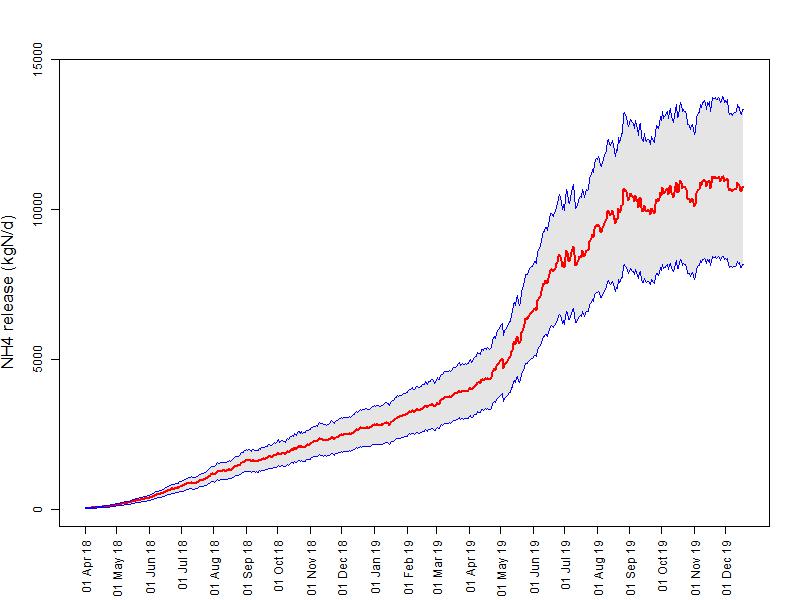 NH4 release (kgN/d)
15000
10000
5000
0
01 Apr 18
01 May 18
01 Jun 18
01 Jul 18
01 Aug 18
01 Sep 18
01 Oct 18
01 Nov 18
01 Dec 18
01 Jan 19
01 Feb 19
01 Mar 19
01 Apr 19
01 May 19
01 Jun 19
01 Jul 19
01 Aug 19
01 Sep 19
01 Oct 19
01 Nov 19
01 Dec 19